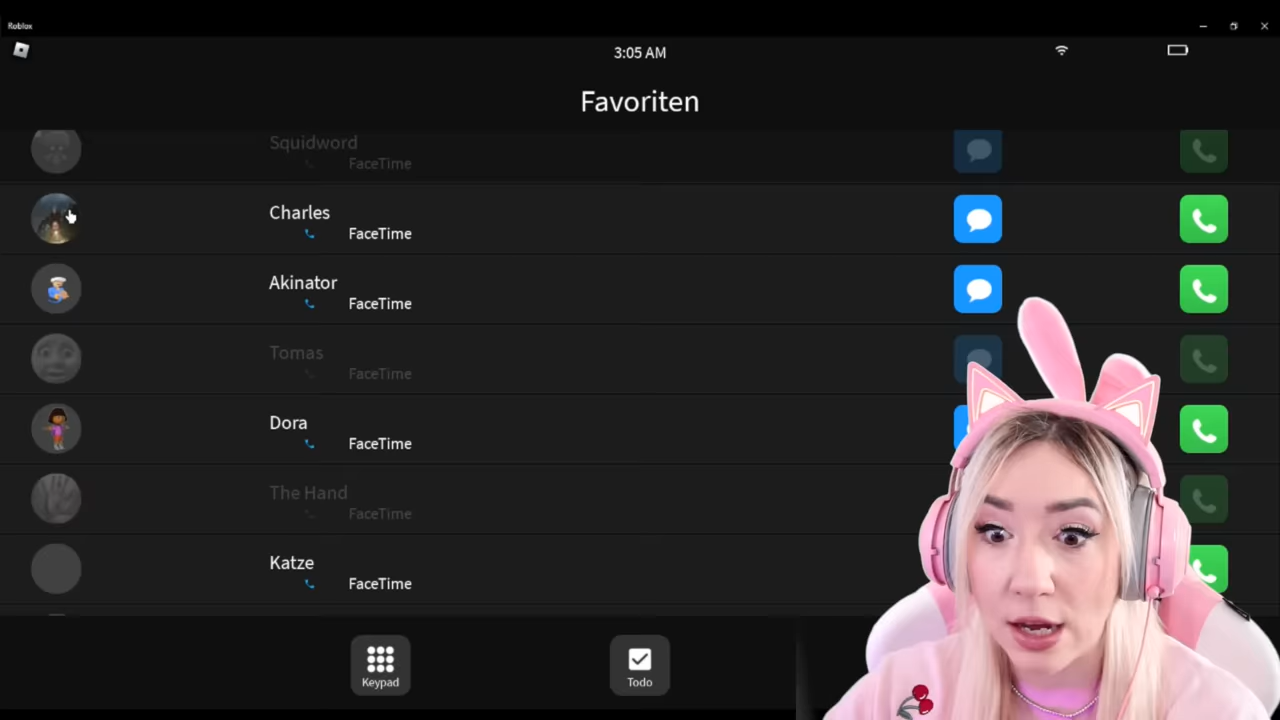 Roblox
3:05 AM
Favoriten
Squidword
FaceTime
Charles
FaceTime
Akinator
FaceTime
Tomas
FaceTime
Dora
FaceTime
The Hand
FaceTime
Katze
FaceTime
Keypad
Todo